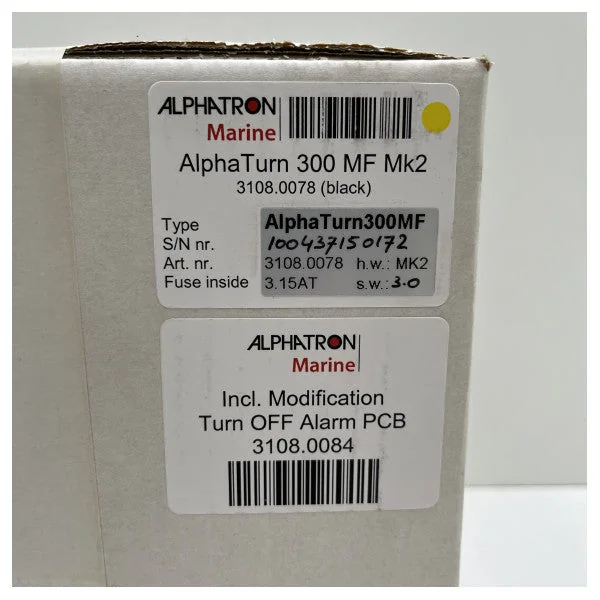 ALPHATRON
Marine
AlphaTurn 300 MF Mk2
3108.0078 (black)
Type AlphaTurn300MF
S/N nr. 100437150172
Art. nr. 3108.0078 h.w.: MK2
Fuse inside 3.15AT s.w.: 3.0
ALPHATRON
Marine
Incl. Modification
Turn OFF Alarm PCB
3108.0084